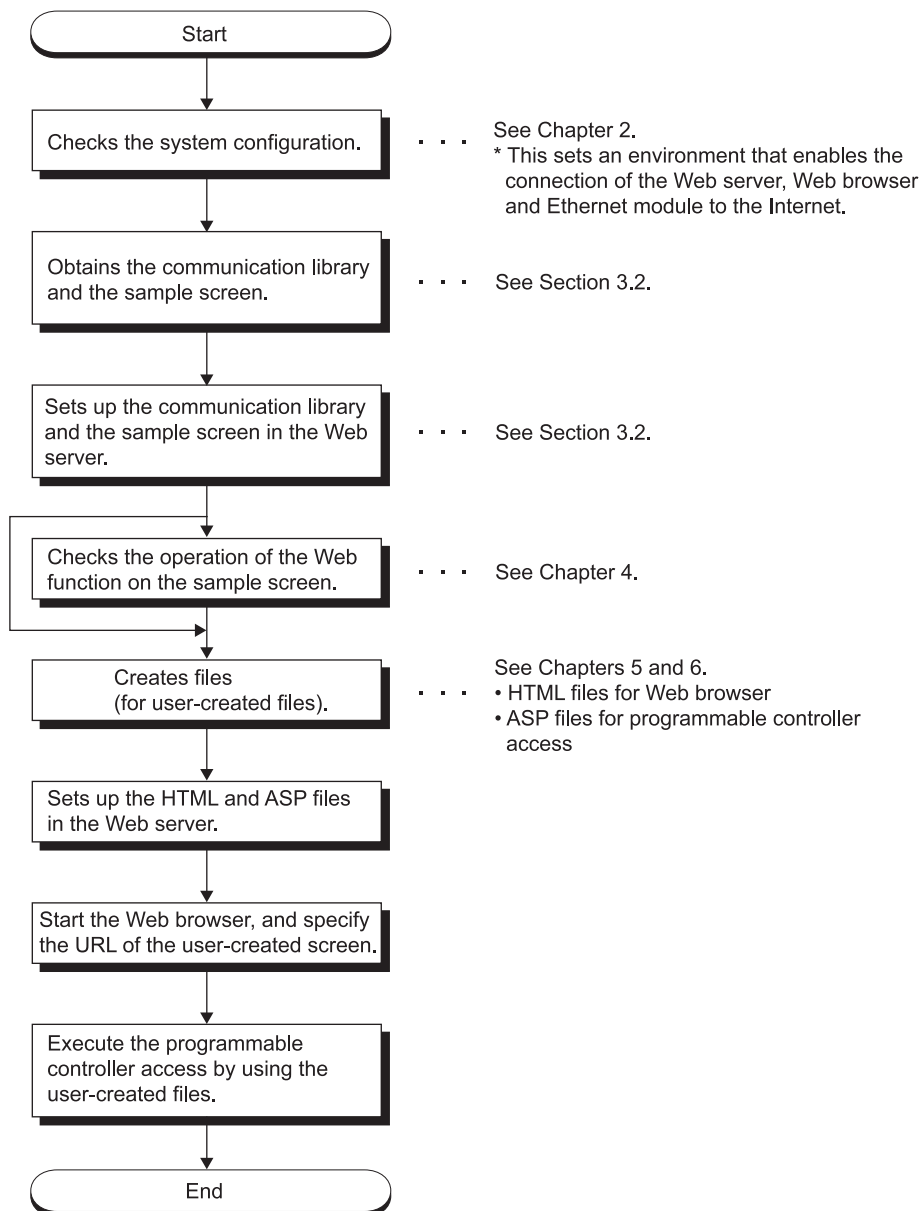 Start
Checks the system configuration.
· · ·
See Chapter 2.
* This sets an environment that enables the
connection of the Web server, Web browser
and Ethernet module to the Internet.
Obtains the communication library
and the sample screen.
· · ·
See Section 3.2.
Sets up the communication library
and the sample screen in the Web
server.
· · ·
See Section 3.2.
Checks the operation of the Web
function on the sample screen.
· · ·
See Chapter 4.
Creates files
(for user-created files).
· · ·
See Chapters 5 and 6.
• HTML files for Web browser
• ASP files for programmable controller
access
Sets up the HTML and ASP files
in the Web server.
Start the Web browser, and specify
the URL of the user-created screen.
Execute the programmable
controller access by using the
user-created files.
End